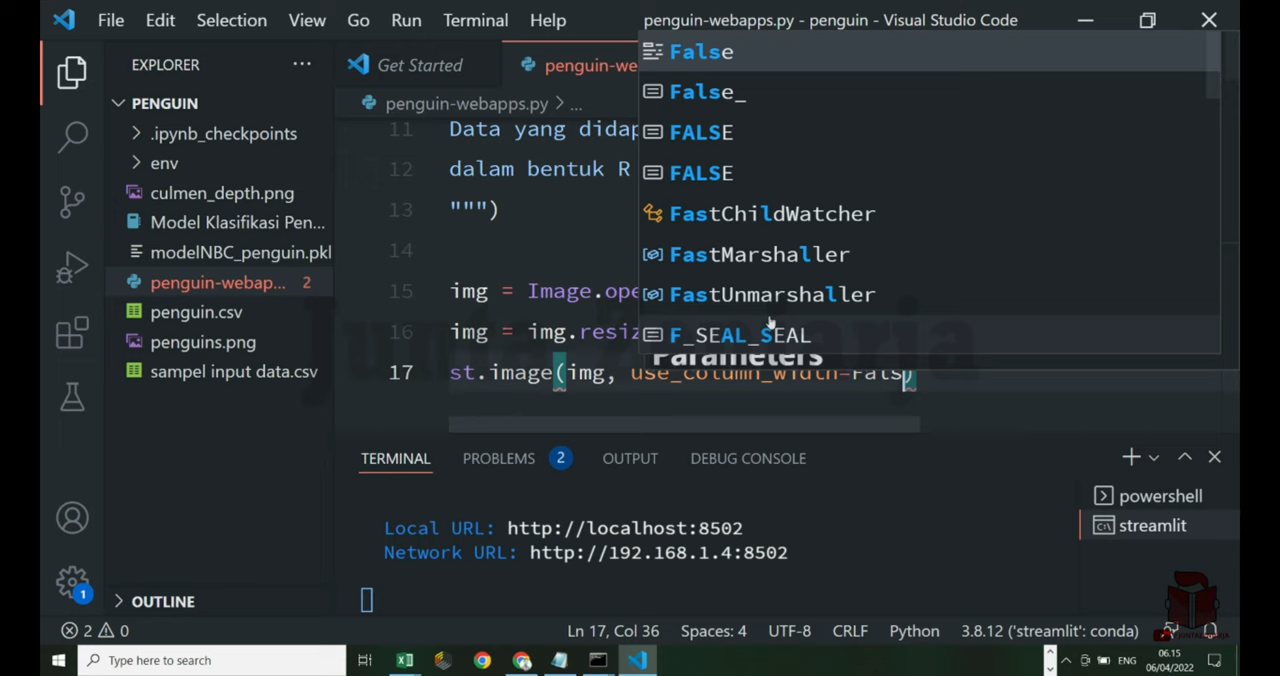 File Edit Selection View Go Run Terminal Help penguin-webapps.py - penguin - Visual Studio Code
EXPLORER
PENGUIN
.ipynb_checkpoints
env
culmen_depth.png
Model Klasifikasi Pen...
modelNBC_penguin.pkl
penguin-webap... 2
penguin.csv
penguins.png
sampel input data.csv
OUTLINE
Get Started penguin-we
penguin-webapps.py > ...
11 Data yang didap
12 dalam bentuk R
13 """)
14
15 img = Image.ope
16 img = img.resiz
17 st.image(img, use_column_width=Fals)
False
False_
FALSE
FALSE
FastChildWatcher
FastMarshaller
FastUnmarshaller
F_SEAL_SEAL
Parameters
TERMINAL PROBLEMS 2 OUTPUT DEBUG CONSOLE
Local URL: http://localhost:8502
Network URL: http://192.168.1.4:8502
powershell
streamlit
1
2 0 Ln 17, Col 36 Spaces: 4 UTF-8 CRLF Python 3.8.12 ('streamlit': conda)
Type here to search
ENG
06.15
06/04/2022